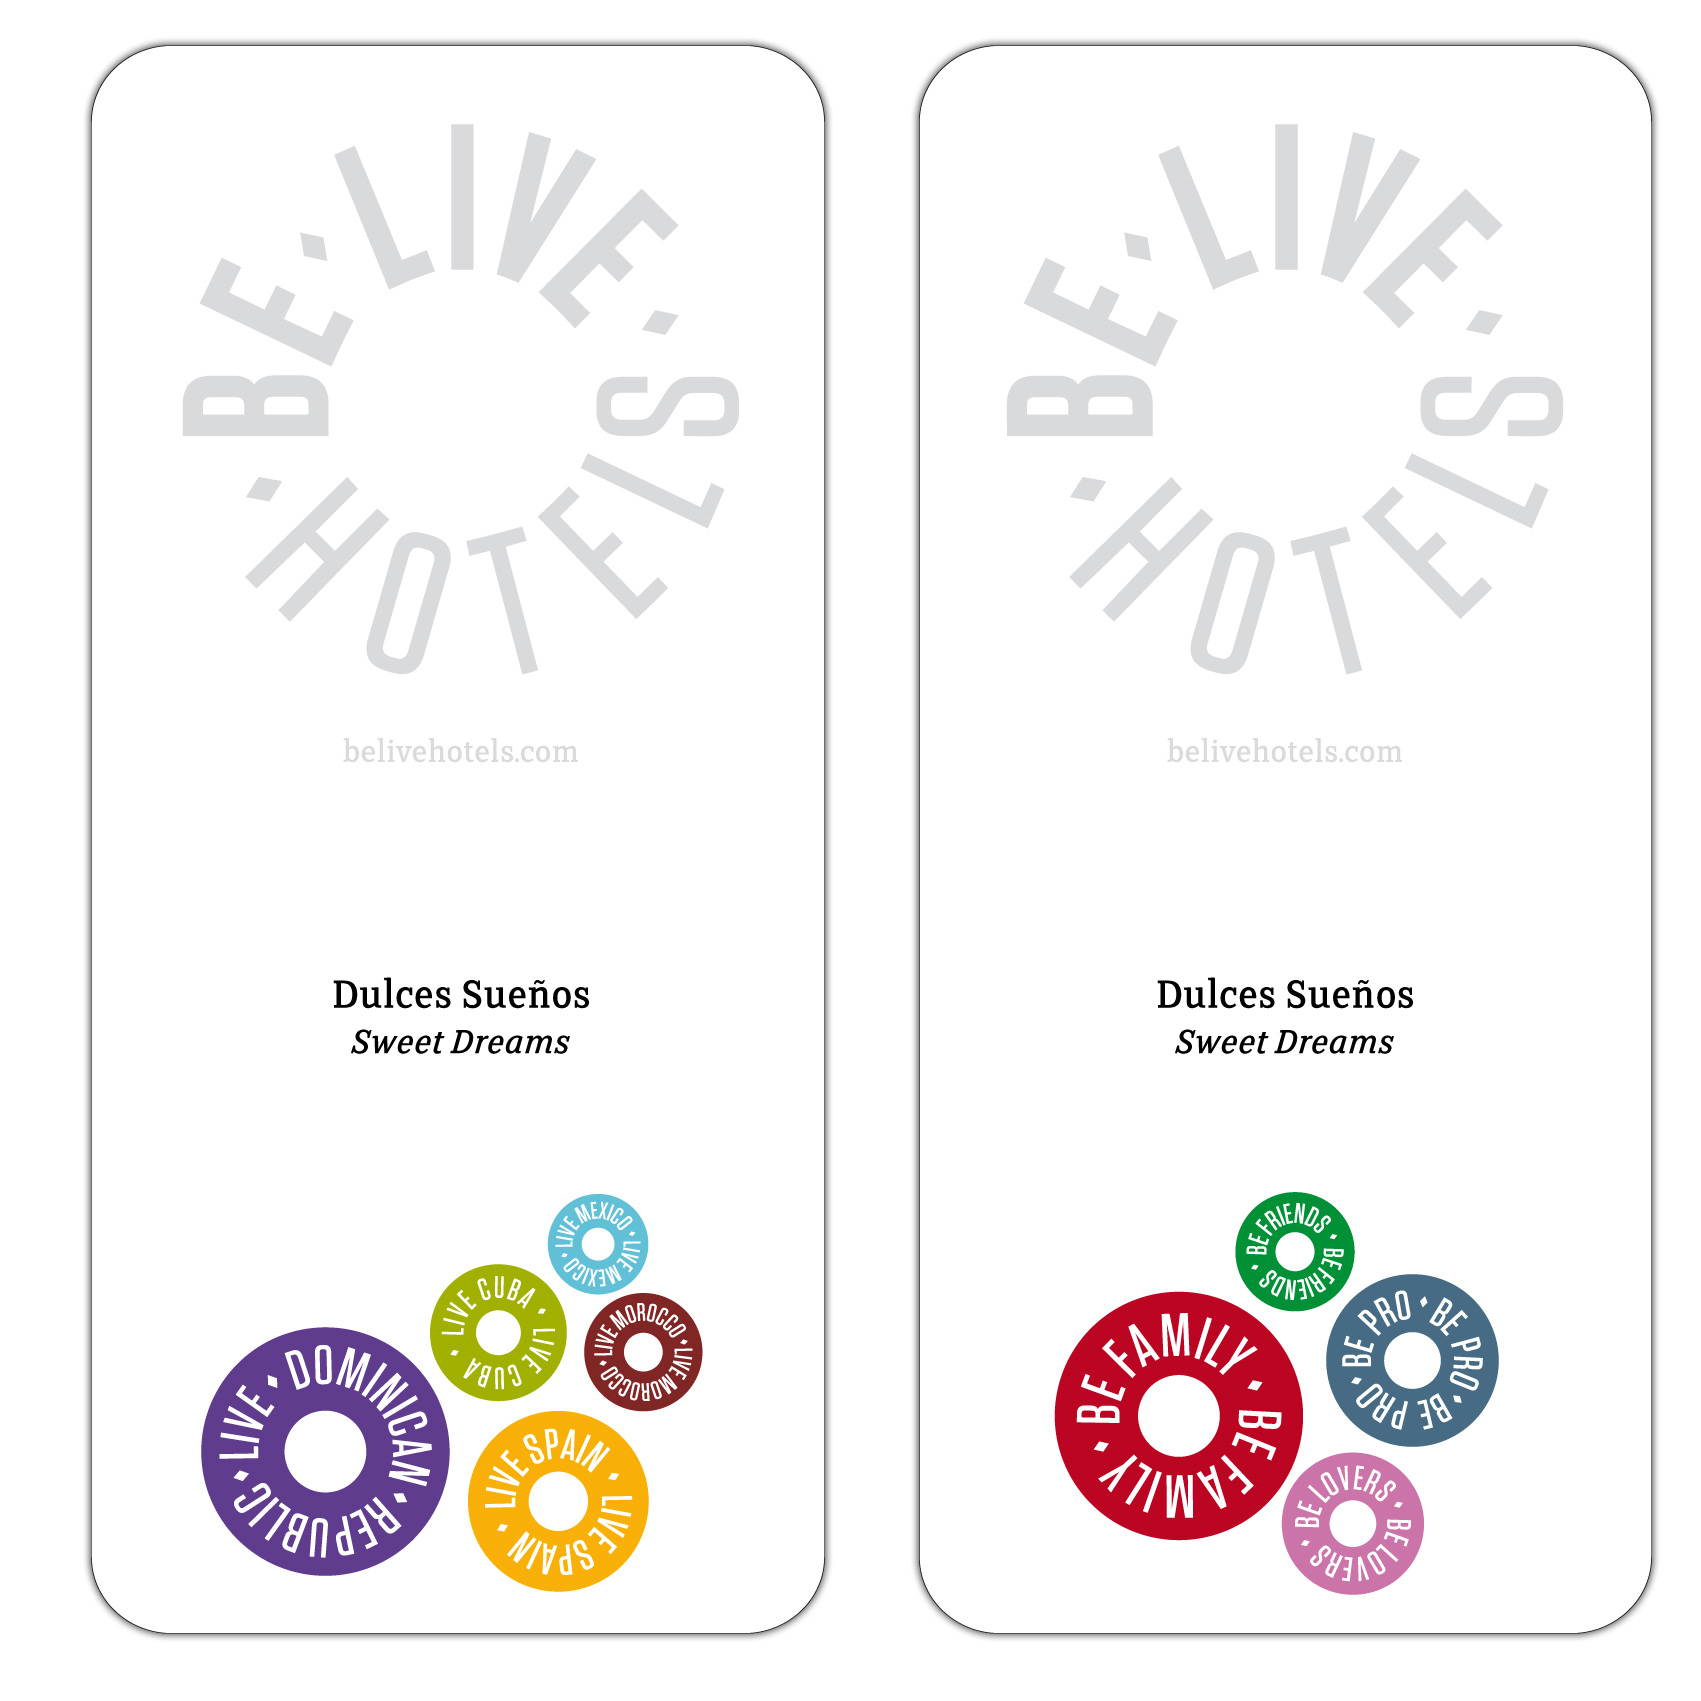 BE·LIVE·
·HOTELS
belivehotels.com
Dulces Sueños
Sweet Dreams
LIVE MEXICO · LIVE MEXICO ·
LIVE CUBA · LIVE CUBA ·
LIVE MOROCCO · LIVE MOROCCO ·
LIVE · DOMINICAN · REPUBLIC ·
LIVE SPAIN · LIVE SPAIN ·
BE·LIVE·
·HOTELS
belivehotels.com
Dulces Sueños
Sweet Dreams
BE FRIENDS · BE FRIENDS ·
BE PRO · BE PRO · BE PRO ·
BE FAMILY · BE FAMILY ·
BE LOVERS · BE LOVERS ·